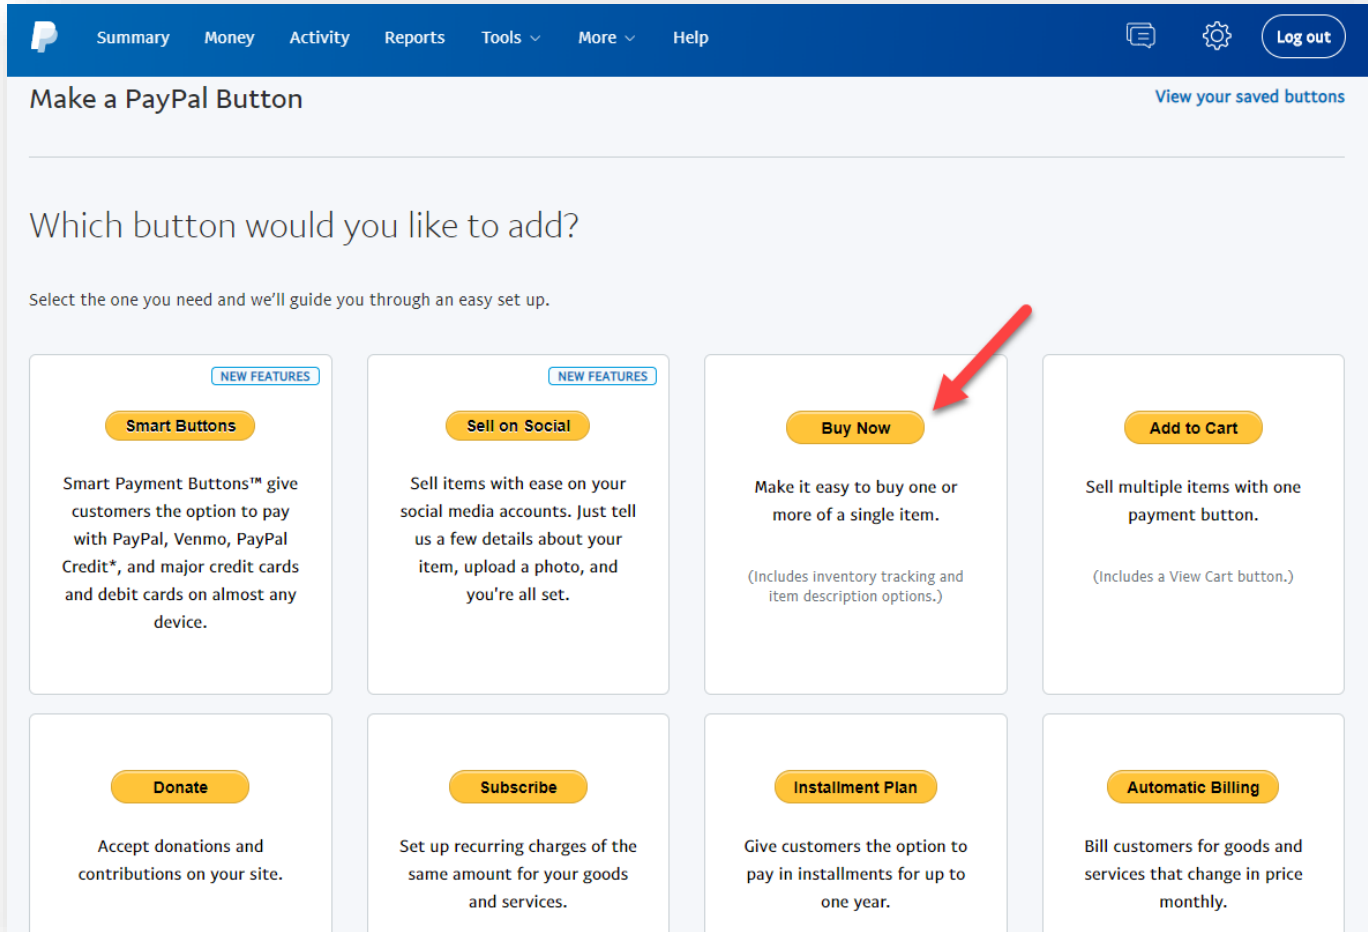 Summary Money Activity Reports Tools More Help Log out
Make a PayPal Button
View your saved buttons
Which button would you like to add?
Select the one you need and we'll guide you through an easy set up.
NEW FEATURES
Smart Buttons
Smart Payment Buttons™ give
customers the option to pay
with PayPal, Venmo, PayPal
Credit*, and major credit cards
and debit cards on almost any
device.
NEW FEATURES
Sell on Social
Sell items with ease on your
social media accounts. Just tell
us a few details about your
item, upload a photo, and
you're all set.
Buy Now
Make it easy to buy one or
more of a single item.
(Includes inventory tracking and
item description options.)
Add to Cart
Sell multiple items with one
payment button.
(Includes a View Cart button.)
Donate
Accept donations and
contributions on your site.
Subscribe
Set up recurring charges of the
same amount for your goods
and services.
Installment Plan
Give customers the option to
pay in installments for up to
one year.
Automatic Billing
Bill customers for goods and
services that change in price
monthly.